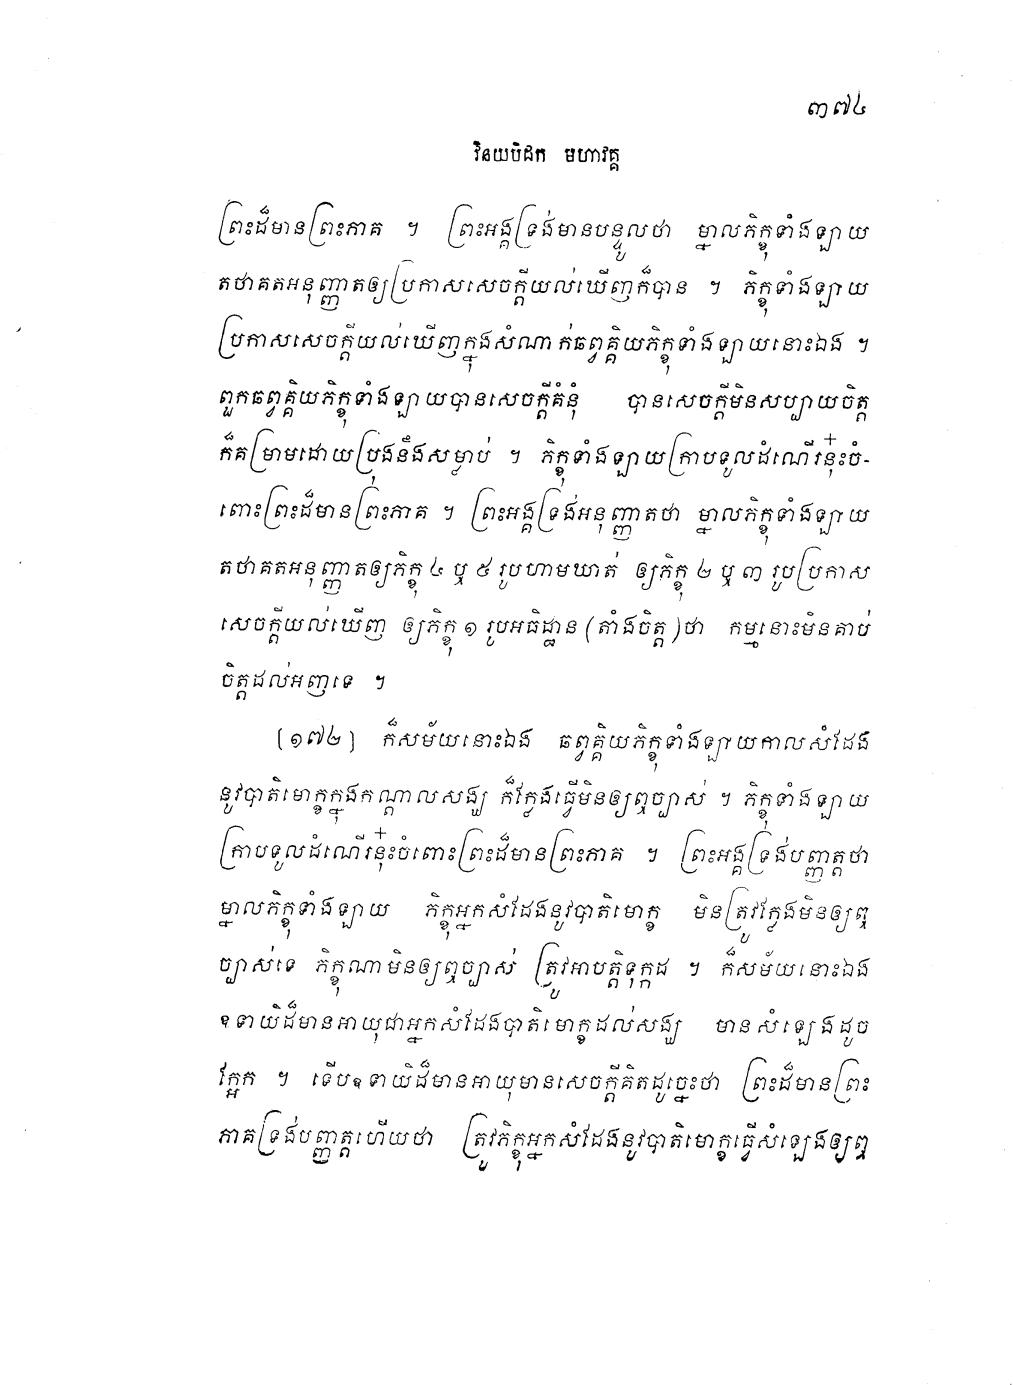 ៣៧៤
វិនយបិដក មហាវគ្គ
ព្រះដ៏មានព្រះភាគ ។ ព្រះអង្គទ្រង់មានបន្ទូលថា ម្នាលភិក្ខុទាំងឡាយ
តថាគតអនុញ្ញាតឲ្យប្រកាសសេចក្តីយល់ឃើញក៏បាន ។ ភិក្ខុទាំងឡាយ
ប្រកាសសេចក្តីយល់ឃើញក្នុងសំណាក់ឆព្វគ្គិយភិក្ខុទាំងឡាយនោះឯង ។
ពួកឆព្វគ្គិយភិក្ខុទាំងឡាយបានសេចក្តីគំនុំ បានសេចក្តីមិនសប្បាយចិត្ត
ក៏គម្រាមដោយប្រុងនឹងសម្លាប់ ។ ភិក្ខុទាំងឡាយក្រាបទូលដំណើរនុ៎ះចំ-
ពោះព្រះដ៏មានព្រះភាគ ។ ព្រះអង្គទ្រង់អនុញ្ញាតថា ម្នាលភិក្ខុទាំងឡាយ
តថាគតអនុញ្ញាតឲ្យភិក្ខុ ៤ ឬ ៥ រូបហាមឃាត់ ឲ្យភិក្ខុ ២ ឬ ៣ រូបប្រកាស
សេចក្តីយល់ឃើញ ឲ្យភិក្ខុ ១ រូបអធិដ្ឋាន (តាំងចិត្ត) ថា កម្មនោះមិនគាប់
ចិត្តដល់អញទេ ។
[១៧២] ក៏សម័យនោះឯង ឆព្វគ្គិយភិក្ខុទាំងឡាយកាលសំដែង
នូវបាតិមោក្ខក្នុងកណ្តាលសង្ឃ ក៏ក្លែងធ្វើមិនឲ្យឮច្បាស់ ។ ភិក្ខុទាំងឡាយ
ក្រាបទូលដំណើរនុ៎ះចំពោះព្រះដ៏មានព្រះភាគ ។ ព្រះអង្គទ្រង់បញ្ញត្តថា
ម្នាលភិក្ខុទាំងឡាយ ភិក្ខុអ្នកសំដែងនូវបាតិមោក្ខ មិនត្រូវក្លែងមិនឲ្យឮ
ច្បាស់ទេ ភិក្ខុណាមិនឲ្យឮច្បាស់ ត្រូវអាបត្តិទុក្កដ ។ ក៏សម័យនោះឯង
ឧទាយិដ៏មានអាយុជាអ្នកសំដែងបាតិមោក្ខដល់សង្ឃ មានសំឡេងដូច
ក្អែក ។ ទើបឧទាយិដ៏មានអាយុមានសេចក្តីគិតដូច្នេះថា ព្រះដ៏មានព្រះ
ភាគទ្រង់បញ្ញត្តហើយថា ត្រូវភិក្ខុអ្នកសំដែងនូវបាតិមោក្ខធ្វើសំឡេងឲ្យឮ